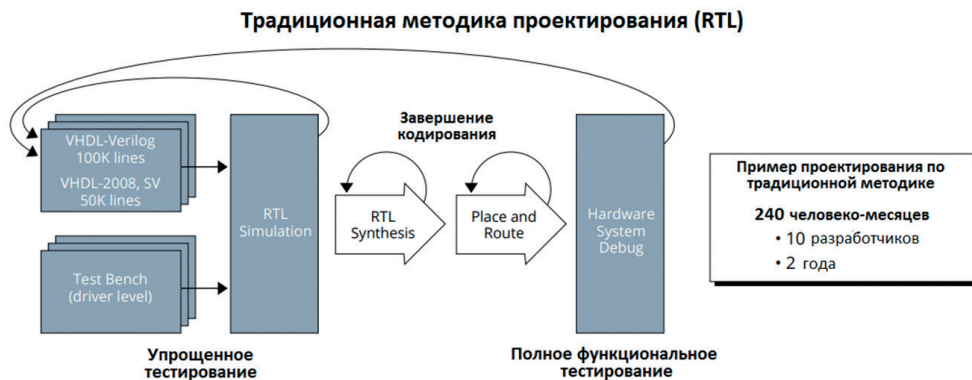 Традиционная методика проектирования (RTL)
VHDL-Verilog
100K lines
VHDL-2008, SV
50K lines
Test Bench
(driver level)
RTL
Simulation
Упрощенное
тестирование
Завершение
кодирования
RTL
Synthesis
Place and
Route
Hardware
System
Debug
Полное функциональное
тестирование
Пример проектирования по
традиционной методике
240 человеко-месяцев
• 10 разработчиков
• 2 года